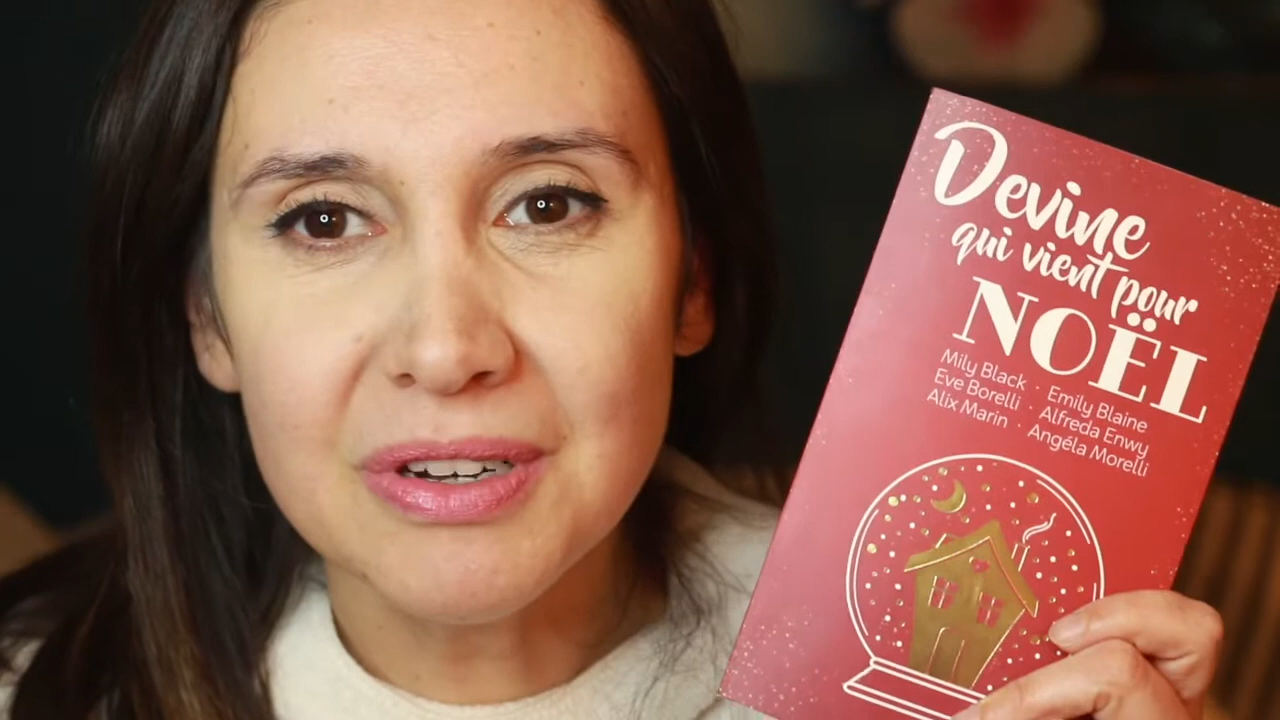 Devine
qui vient pour
NOËL
Mily Black · Emily Blaine
Eve Borelli · Alfreda Enwy
Alix Marin · Angéla Morelli